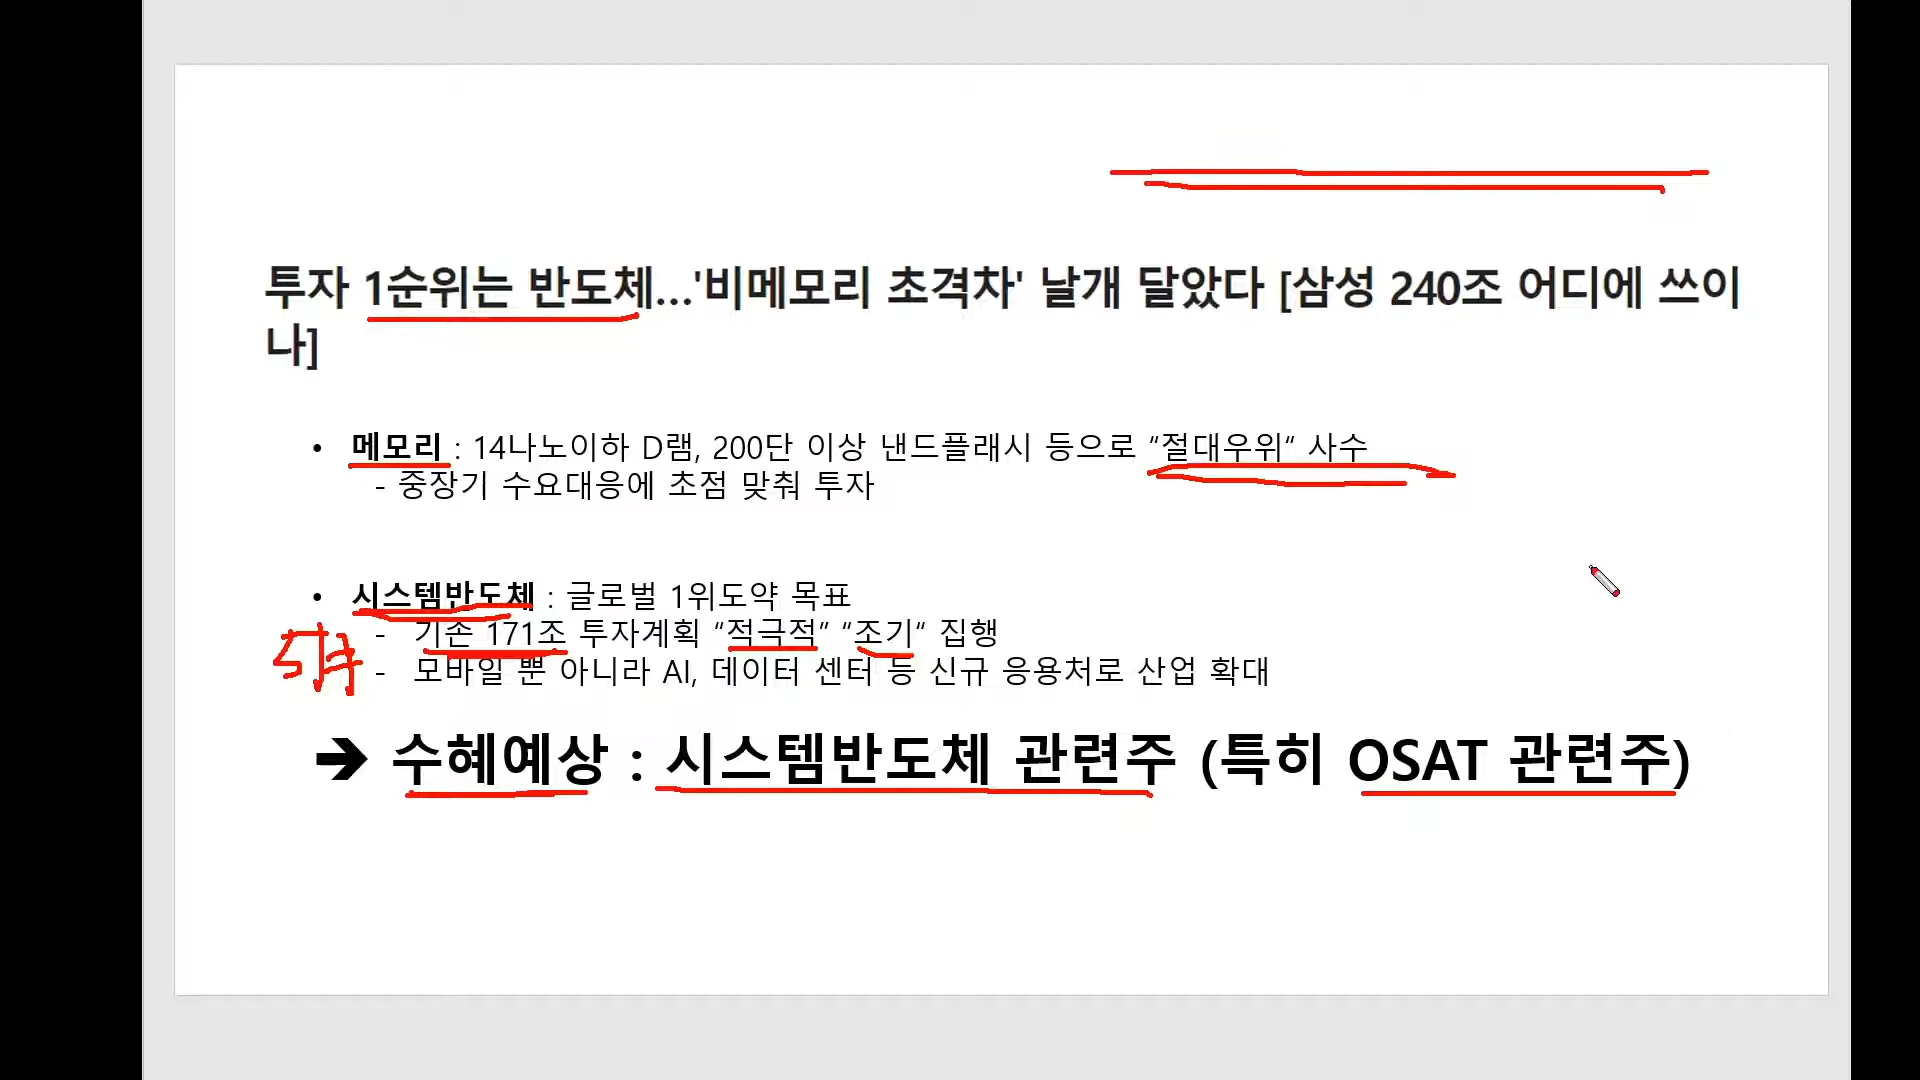 투자 1순위는 반도체...'비메모리 초격차' 날개 달았다 [삼성 240조 어디에 쓰이
나]
• 메모리 : 14나노이하 D램, 200단 이상 낸드플래시 등으로 “절대우위“ 사수
- 중장기 수요대응에 초점 맞춰 투자
• 시스템반도체 : 글로벌 1위도약 목표
- 기존 171조 투자계획 “적극적” “조기“ 집행
- 모바일 뿐 아니라 AI, 데이터 센터 등 신규 응용처로 산업 확대
➔ 수혜예상 : 시스템반도체 관련주 (특히 OSAT 관련주)